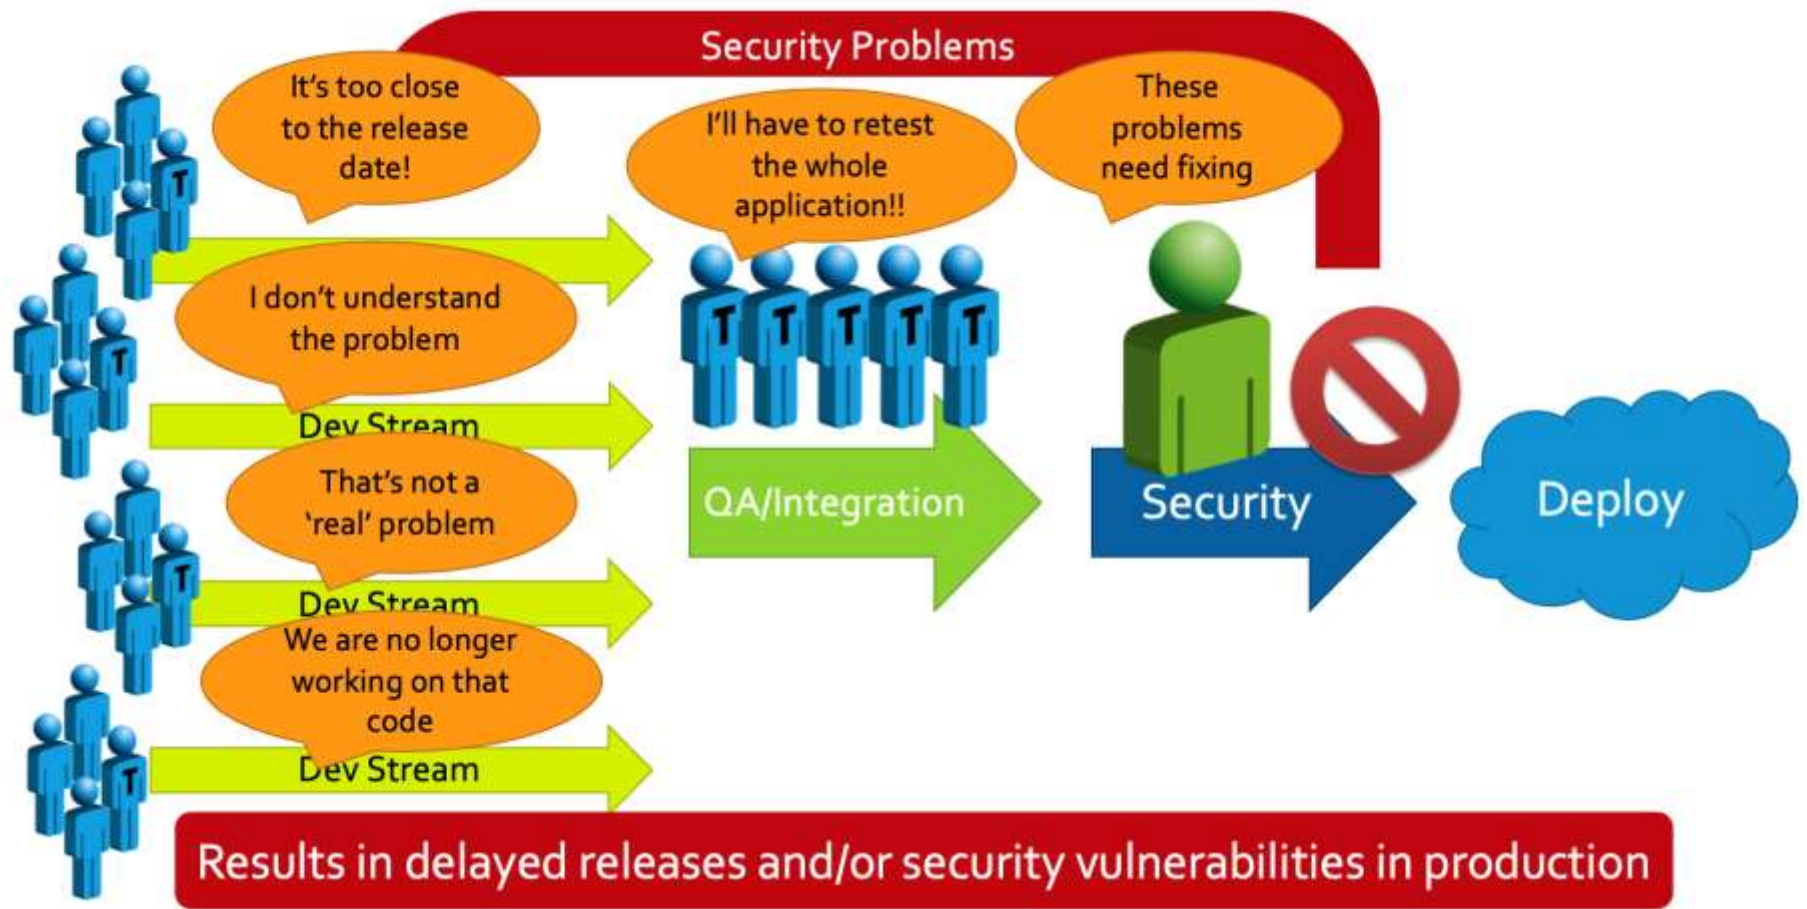 Security Problems
It's too close
to the release
date!
I'll have to retest
the whole
application!!
These
problems
need fixing
I don't understand
the problem
Dev Stream
That's not a
'real' problem
Dev Stream
We are no longer
working on that
code
Dev Stream
T
T
T
T
T
T
T
T
T
QA/Integration
Security
Deploy
Results in delayed releases and/or security vulnerabilities in production